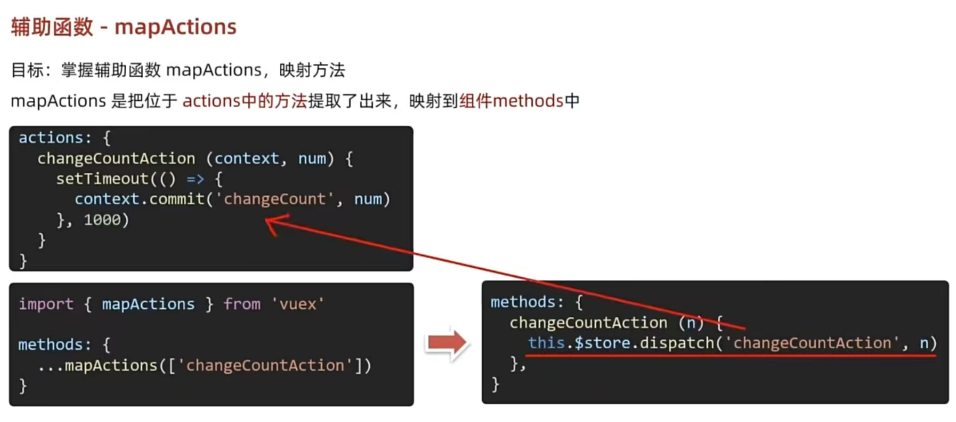 辅助函数 - mapActions
目标：掌握辅助函数 mapActions，映射方法
mapActions 是把位于 actions中的方法提取了出来，映射到组件methods中
actions: {
  changeCountAction (context, num) {
    setTimeout(() => {
      context.commit('changeCount', num)
    }, 1000)
  }
}
import { mapActions } from 'vuex'
methods: {
  ...mapActions(['changeCountAction'])
}
methods: {
  changeCountAction (n) {
    this.$store.dispatch('changeCountAction', n)
  },
}